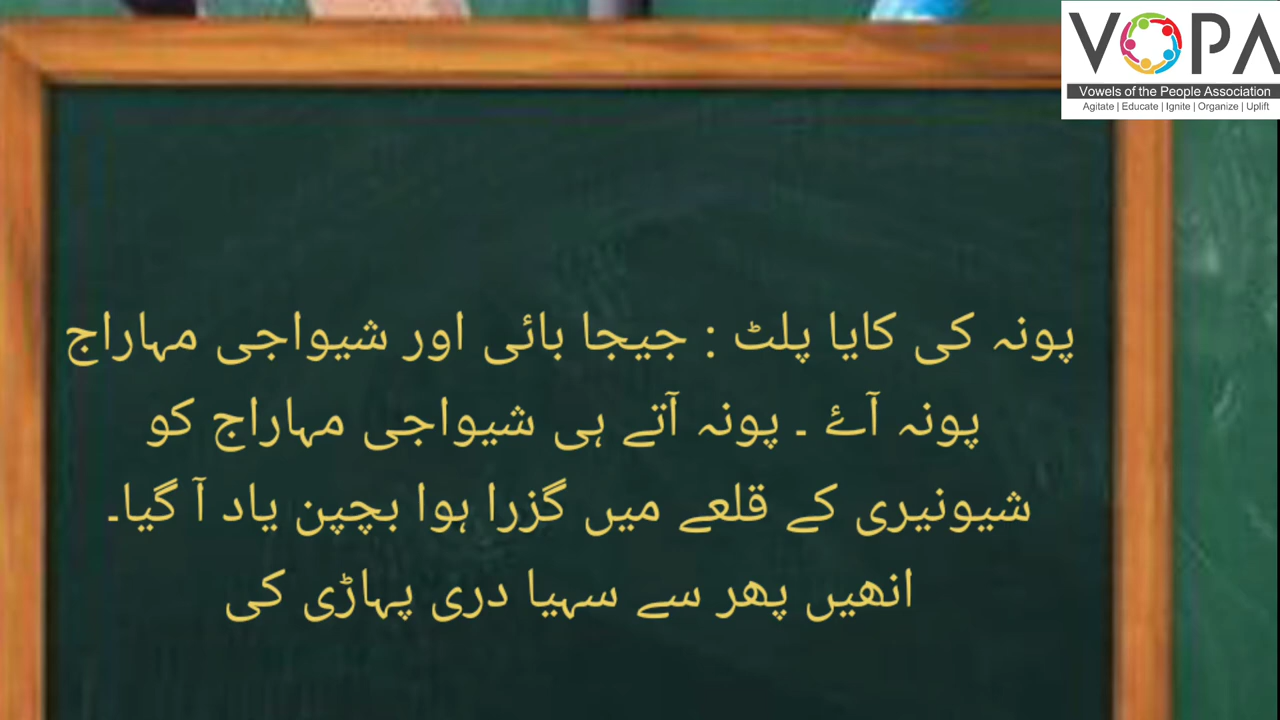 VOPA
Vowels of the People Association
Agitate | Educate | Ignite | Organize | Uplift
پونہ کی کایا پلٹ : جیجا بائی اور شیواجی مہاراج
پونہ آۓ ۔ پونہ آتے ہی شیواجی مہاراج کو
شیونیری کے قلعے میں گزرا ہوا بچپن یاد آ گیا۔
انھیں پھر سے سہیا دری پہاڑی کی